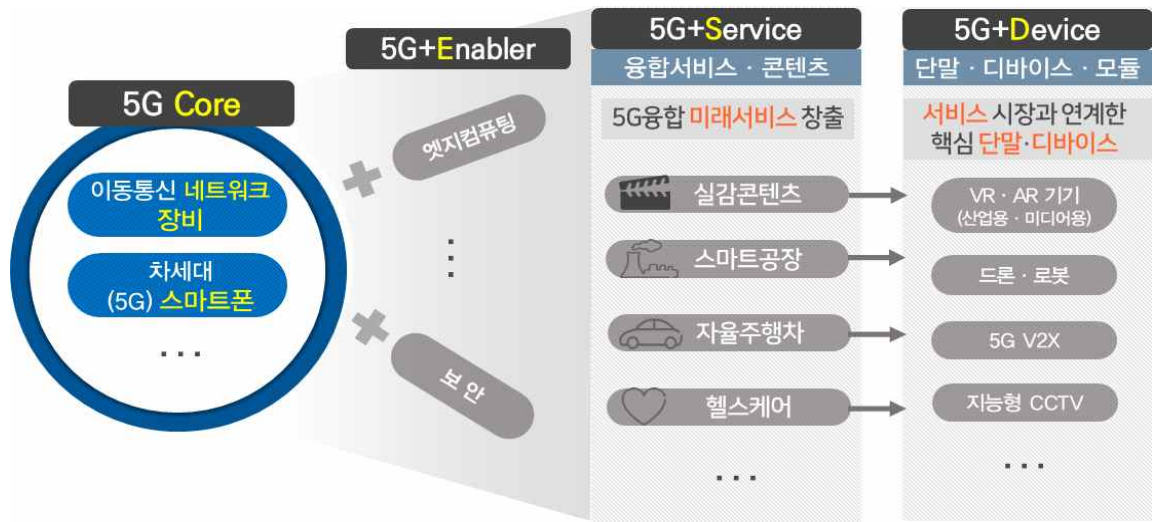 5G Core
이동통신 네트워크
장비
차세대
(5G) 스마트폰
...
5G+Enabler
엣지컴퓨팅
보 안
5G+Service
융합서비스 · 콘텐츠
5G융합 미래서비스 창출
실감콘텐츠
스마트공장
자율주행차
헬스케어
...
5G+Device
단말 · 디바이스 · 모듈
서비스 시장과 연계한
핵심 단말·디바이스
VR · AR 기기
(산업용 · 미디어용)
드론 · 로봇
5G V2X
지능형 CCTV
...